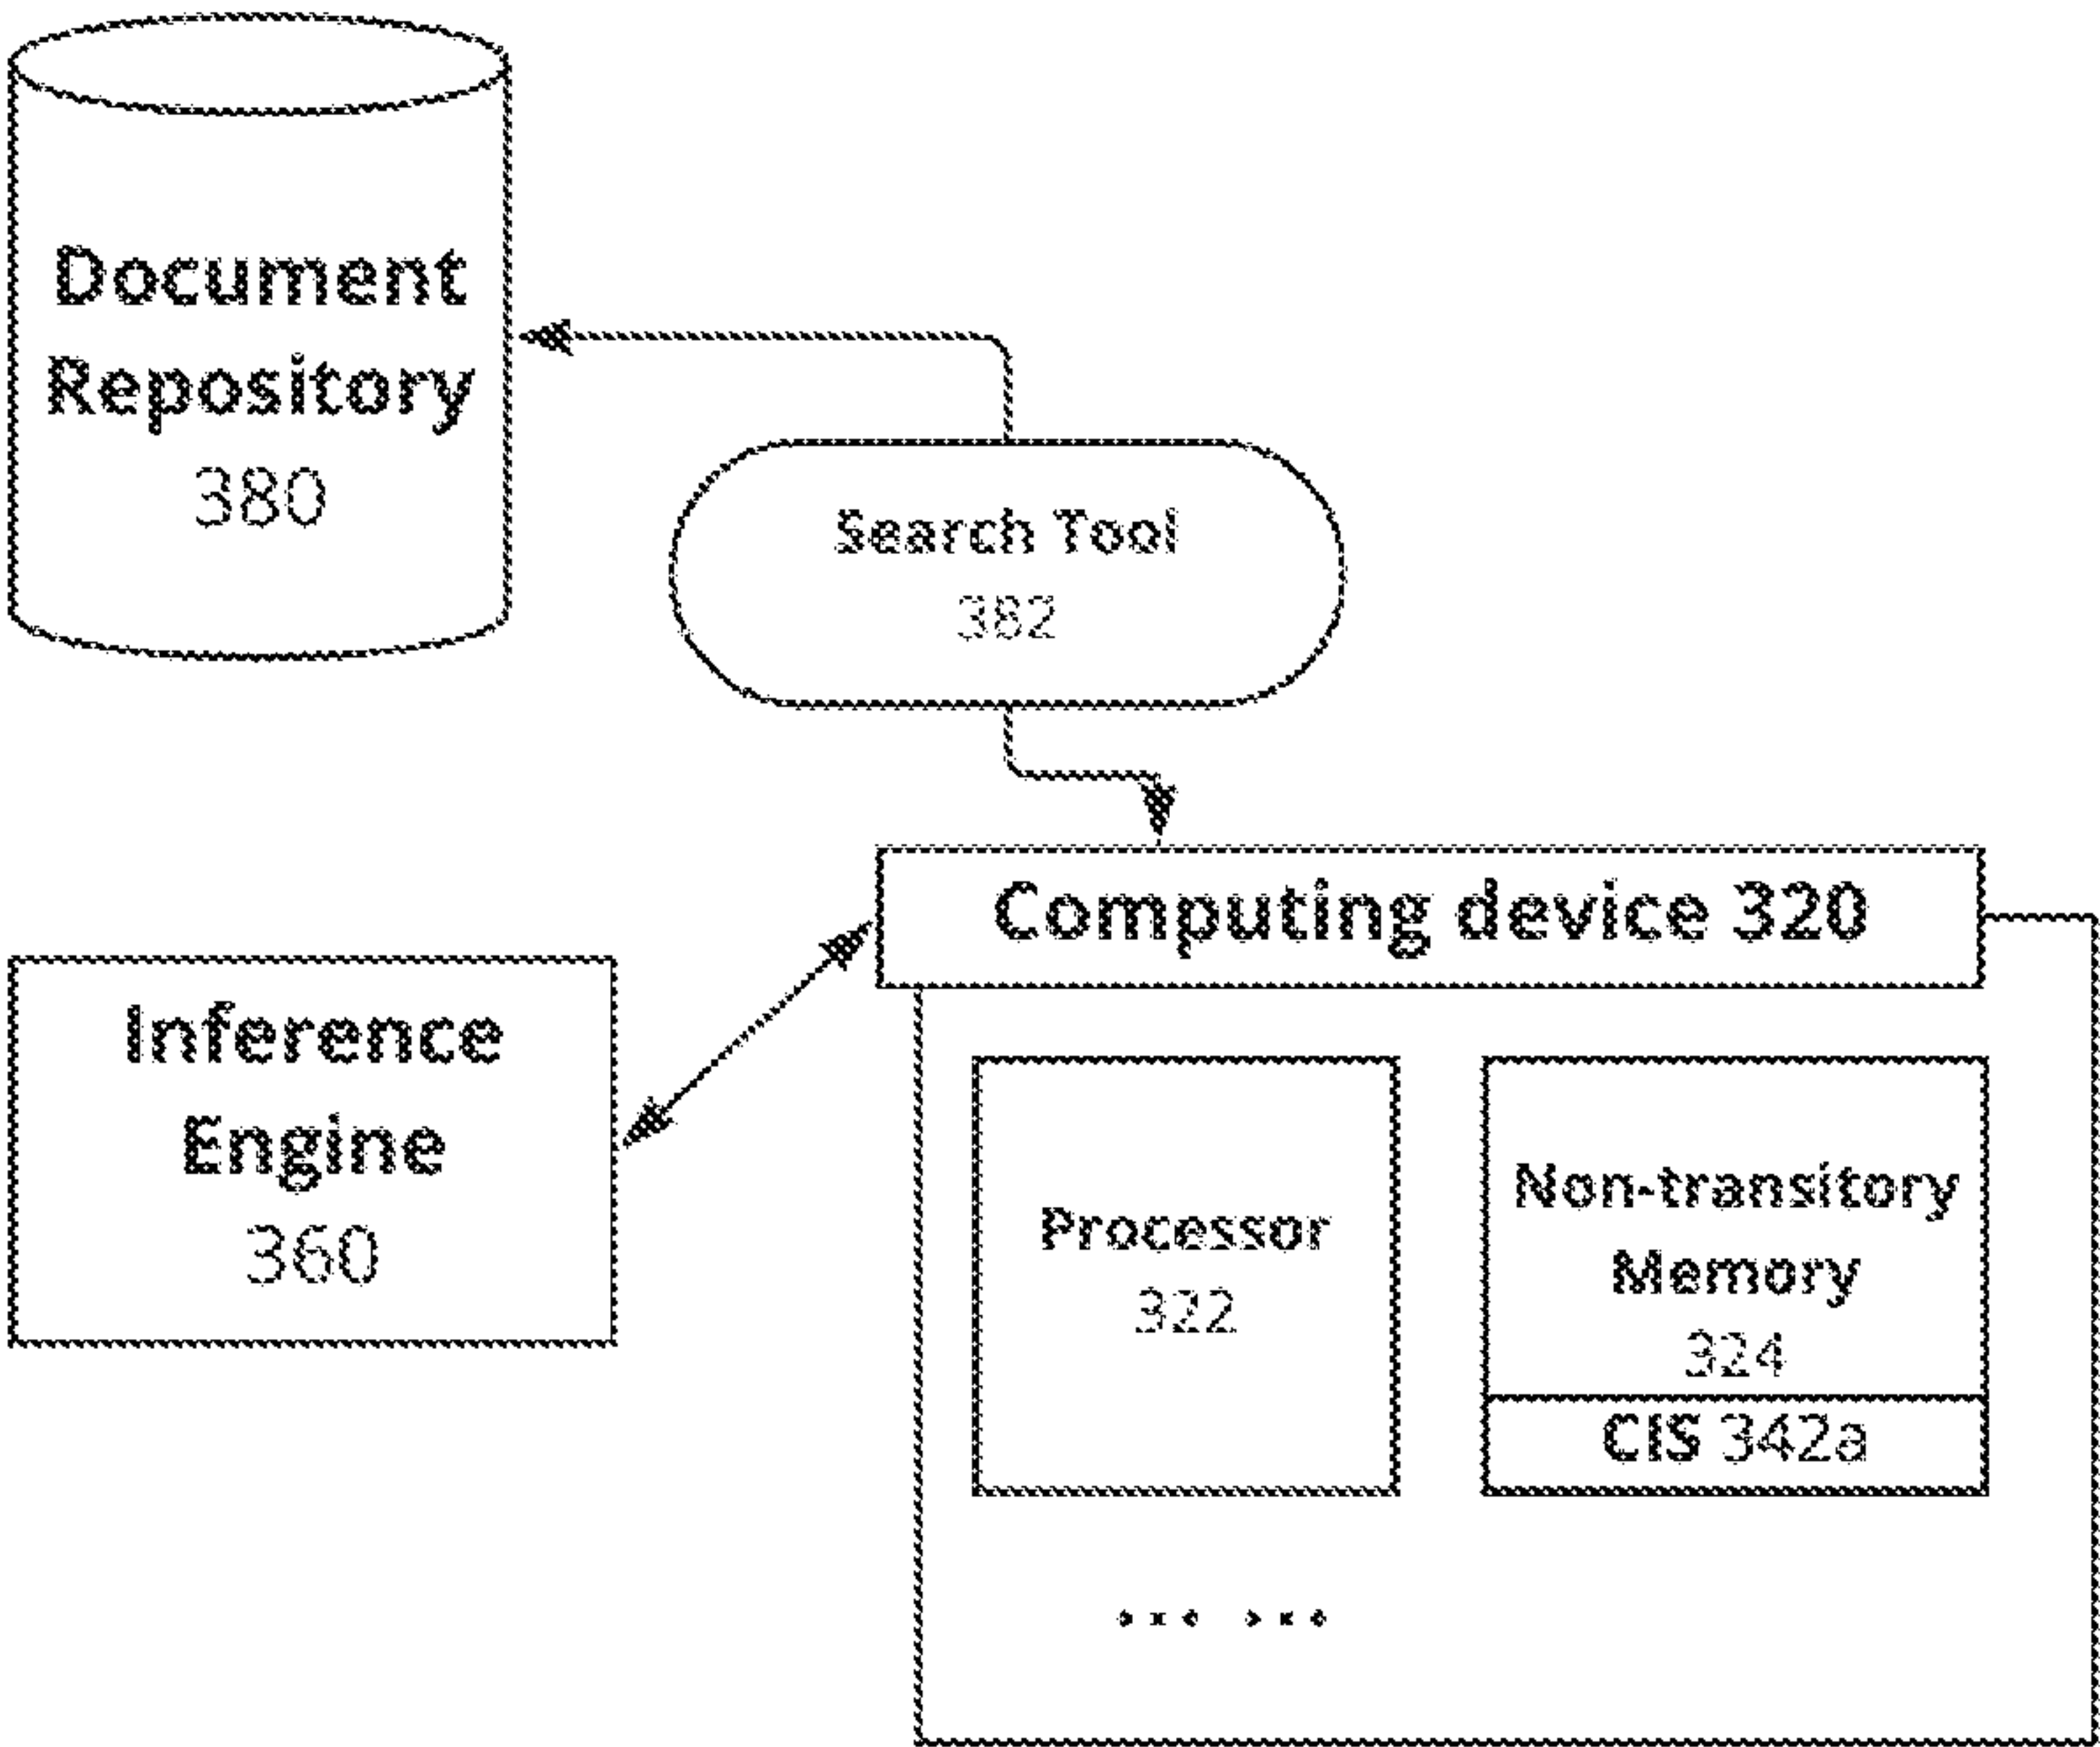 Document
Repository
380
Search Tool
382
Computing device 320
Inference
Engine
360
Processor
322
Non-transitory
Memory
324
CIS 342a
... ...